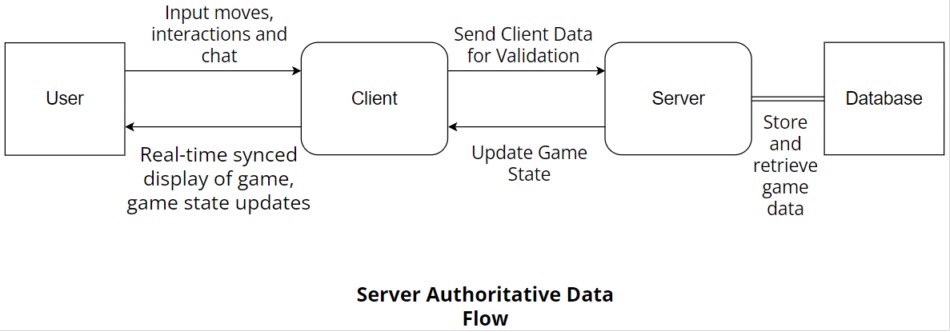 Input moves,
interactions and
chat
Send Client Data
for Validation
User
Client
Server
Database
Real-time synced
display of game,
game state updates
Update Game
State
Store
and
retrieve
game
data
Server Authoritative Data
Flow